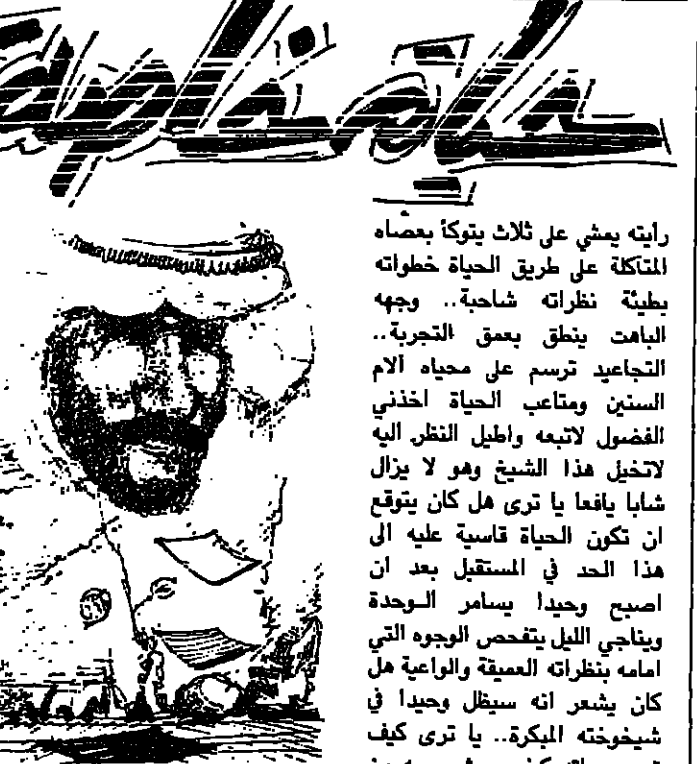 رأيته يمشي على ثلاث يتوكأ بعصاه
المتآكلة على طريق الحياة خطواته
بطيئة نظراته شاحبة.. وجهه
الباهت ينطق بعمق التجربة..
التجاعيد ترسم على محياه آلام
السنين ومتاعب الحياة اخذني
الفضول لاتبعه واطيل النظر اليه
لاتخيل هذا الشيخ وهو لا يزال
شابا يافعا يا ترى هل كان يتوقع
ان تكون الحياة قاسية عليه الى
هذا الحد في المستقبل بعد ان
اصبح وحيدا يسامر الوحدة
ويناجي الليل يتفحص الوجوه التي
امامه بنظراته العميقة والواعية هل
كان يشعر انه سيظل وحيدا في
شيخوخته المبكرة.. يا ترى كيف